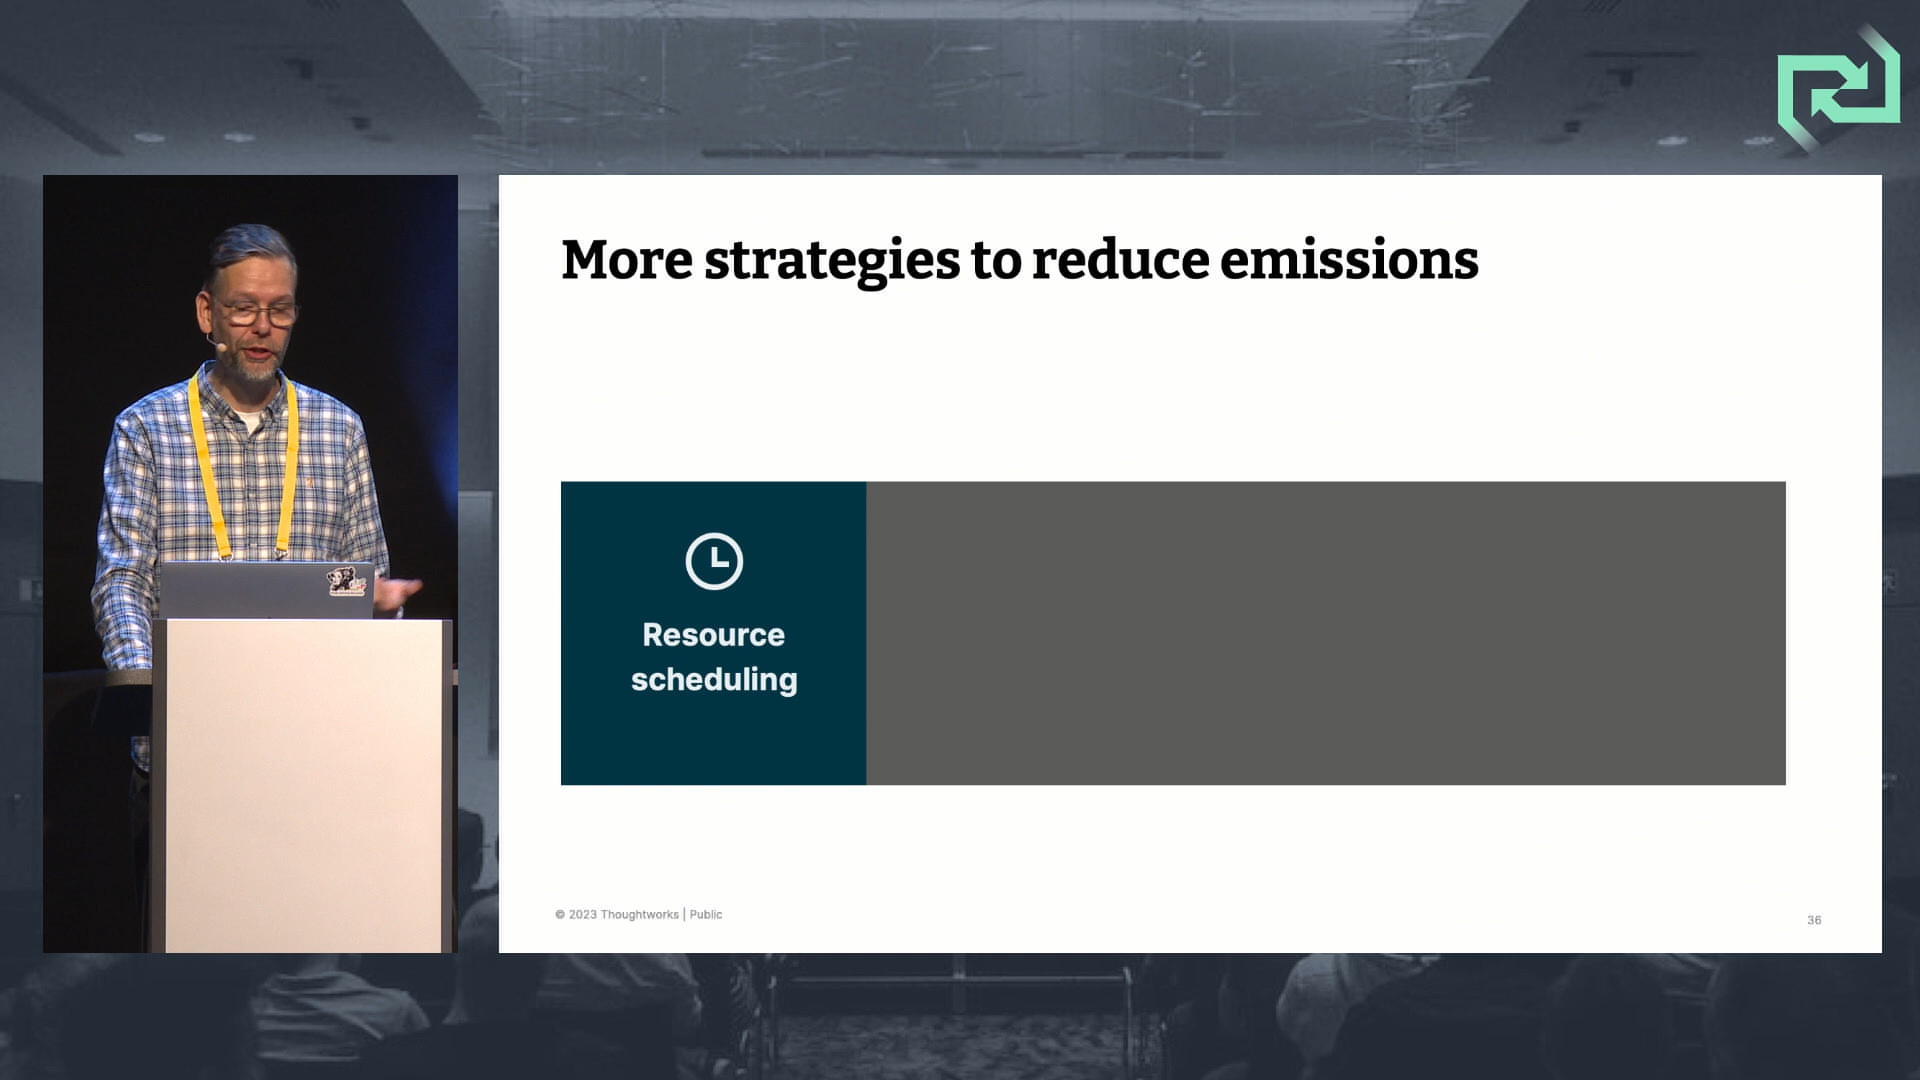 More strategies to reduce emissions
Resource
scheduling
© 2023 Thoughtworks | Public
36